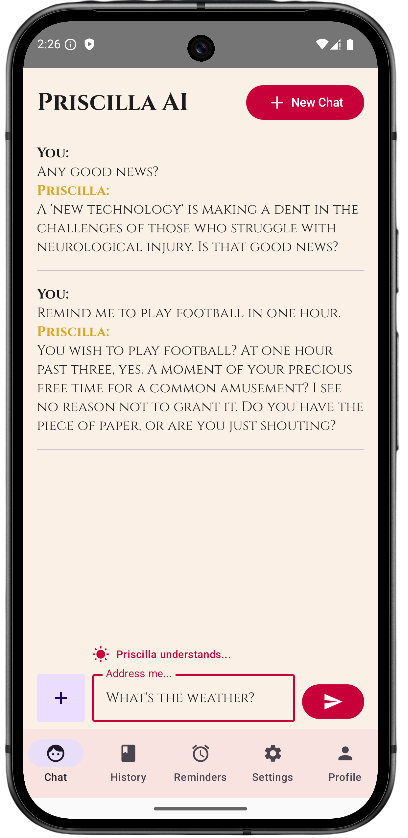 2:26
Priscilla AI
New Chat
You:
Any good news?
Priscilla:
A 'new technology' is making a dent in the
challenges of those who struggle with
neurological injury. Is that good news?
You:
Remind me to play football in one hour.
Priscilla:
You wish to play football? At one hour
past three, yes. A moment of your precious
free time for a common amusement? I see
no reason not to grant it. Do you have the
piece of paper, or are you just shouting?
Priscilla understands...
Address me...
What's the weather?
Chat
History
Reminders
Settings
Profile